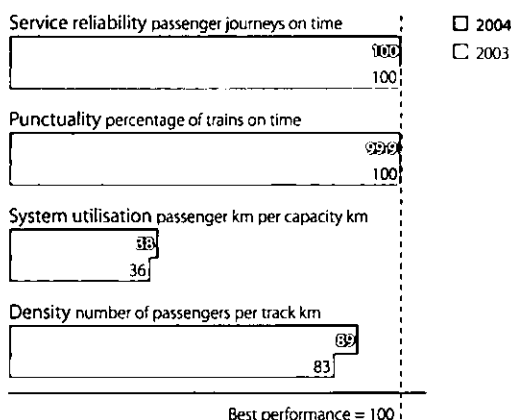 Service reliability passenger journeys on time
2004
2003
100
100
Punctuality percentage of trains on time
99.9
100
System utilisation passenger km per capacity km
38
36
Density number of passengers per track km
89
83
Best performance = 100